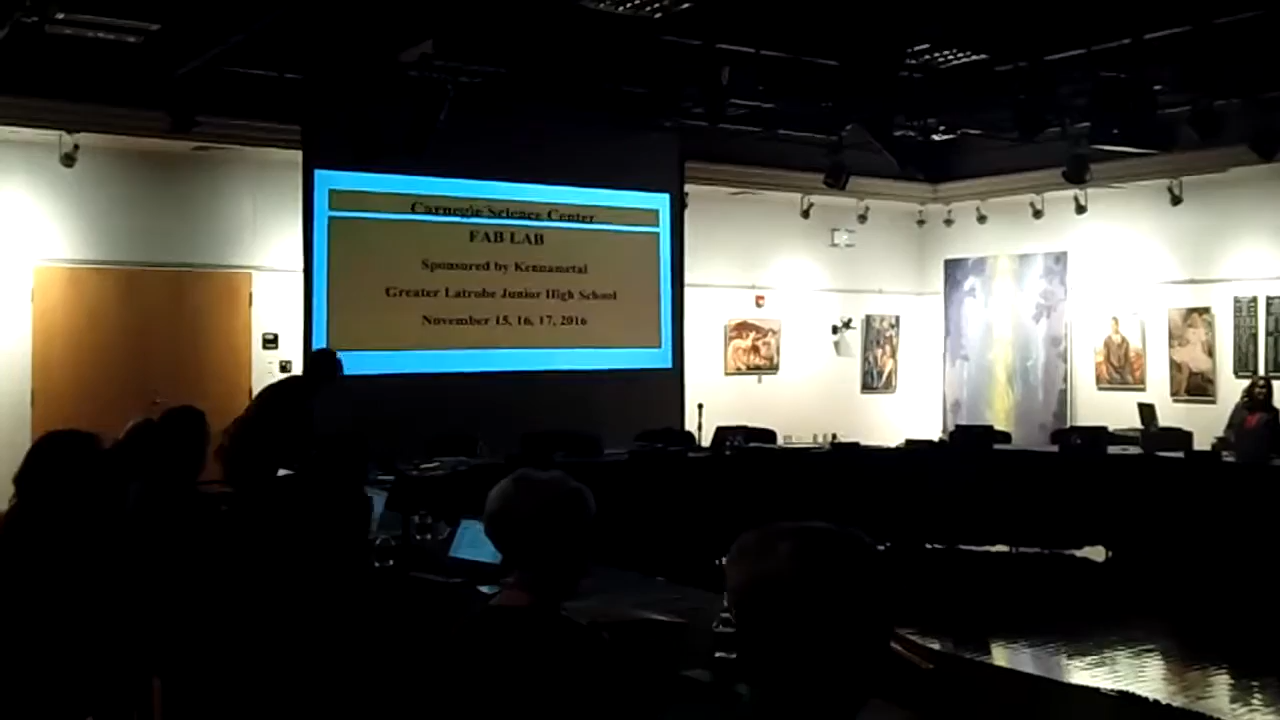 Carnegie Science Center
FAB LAB
Sponsored by Kennametal
Greater Latrobe Junior High School
November 15, 16, 17, 2016